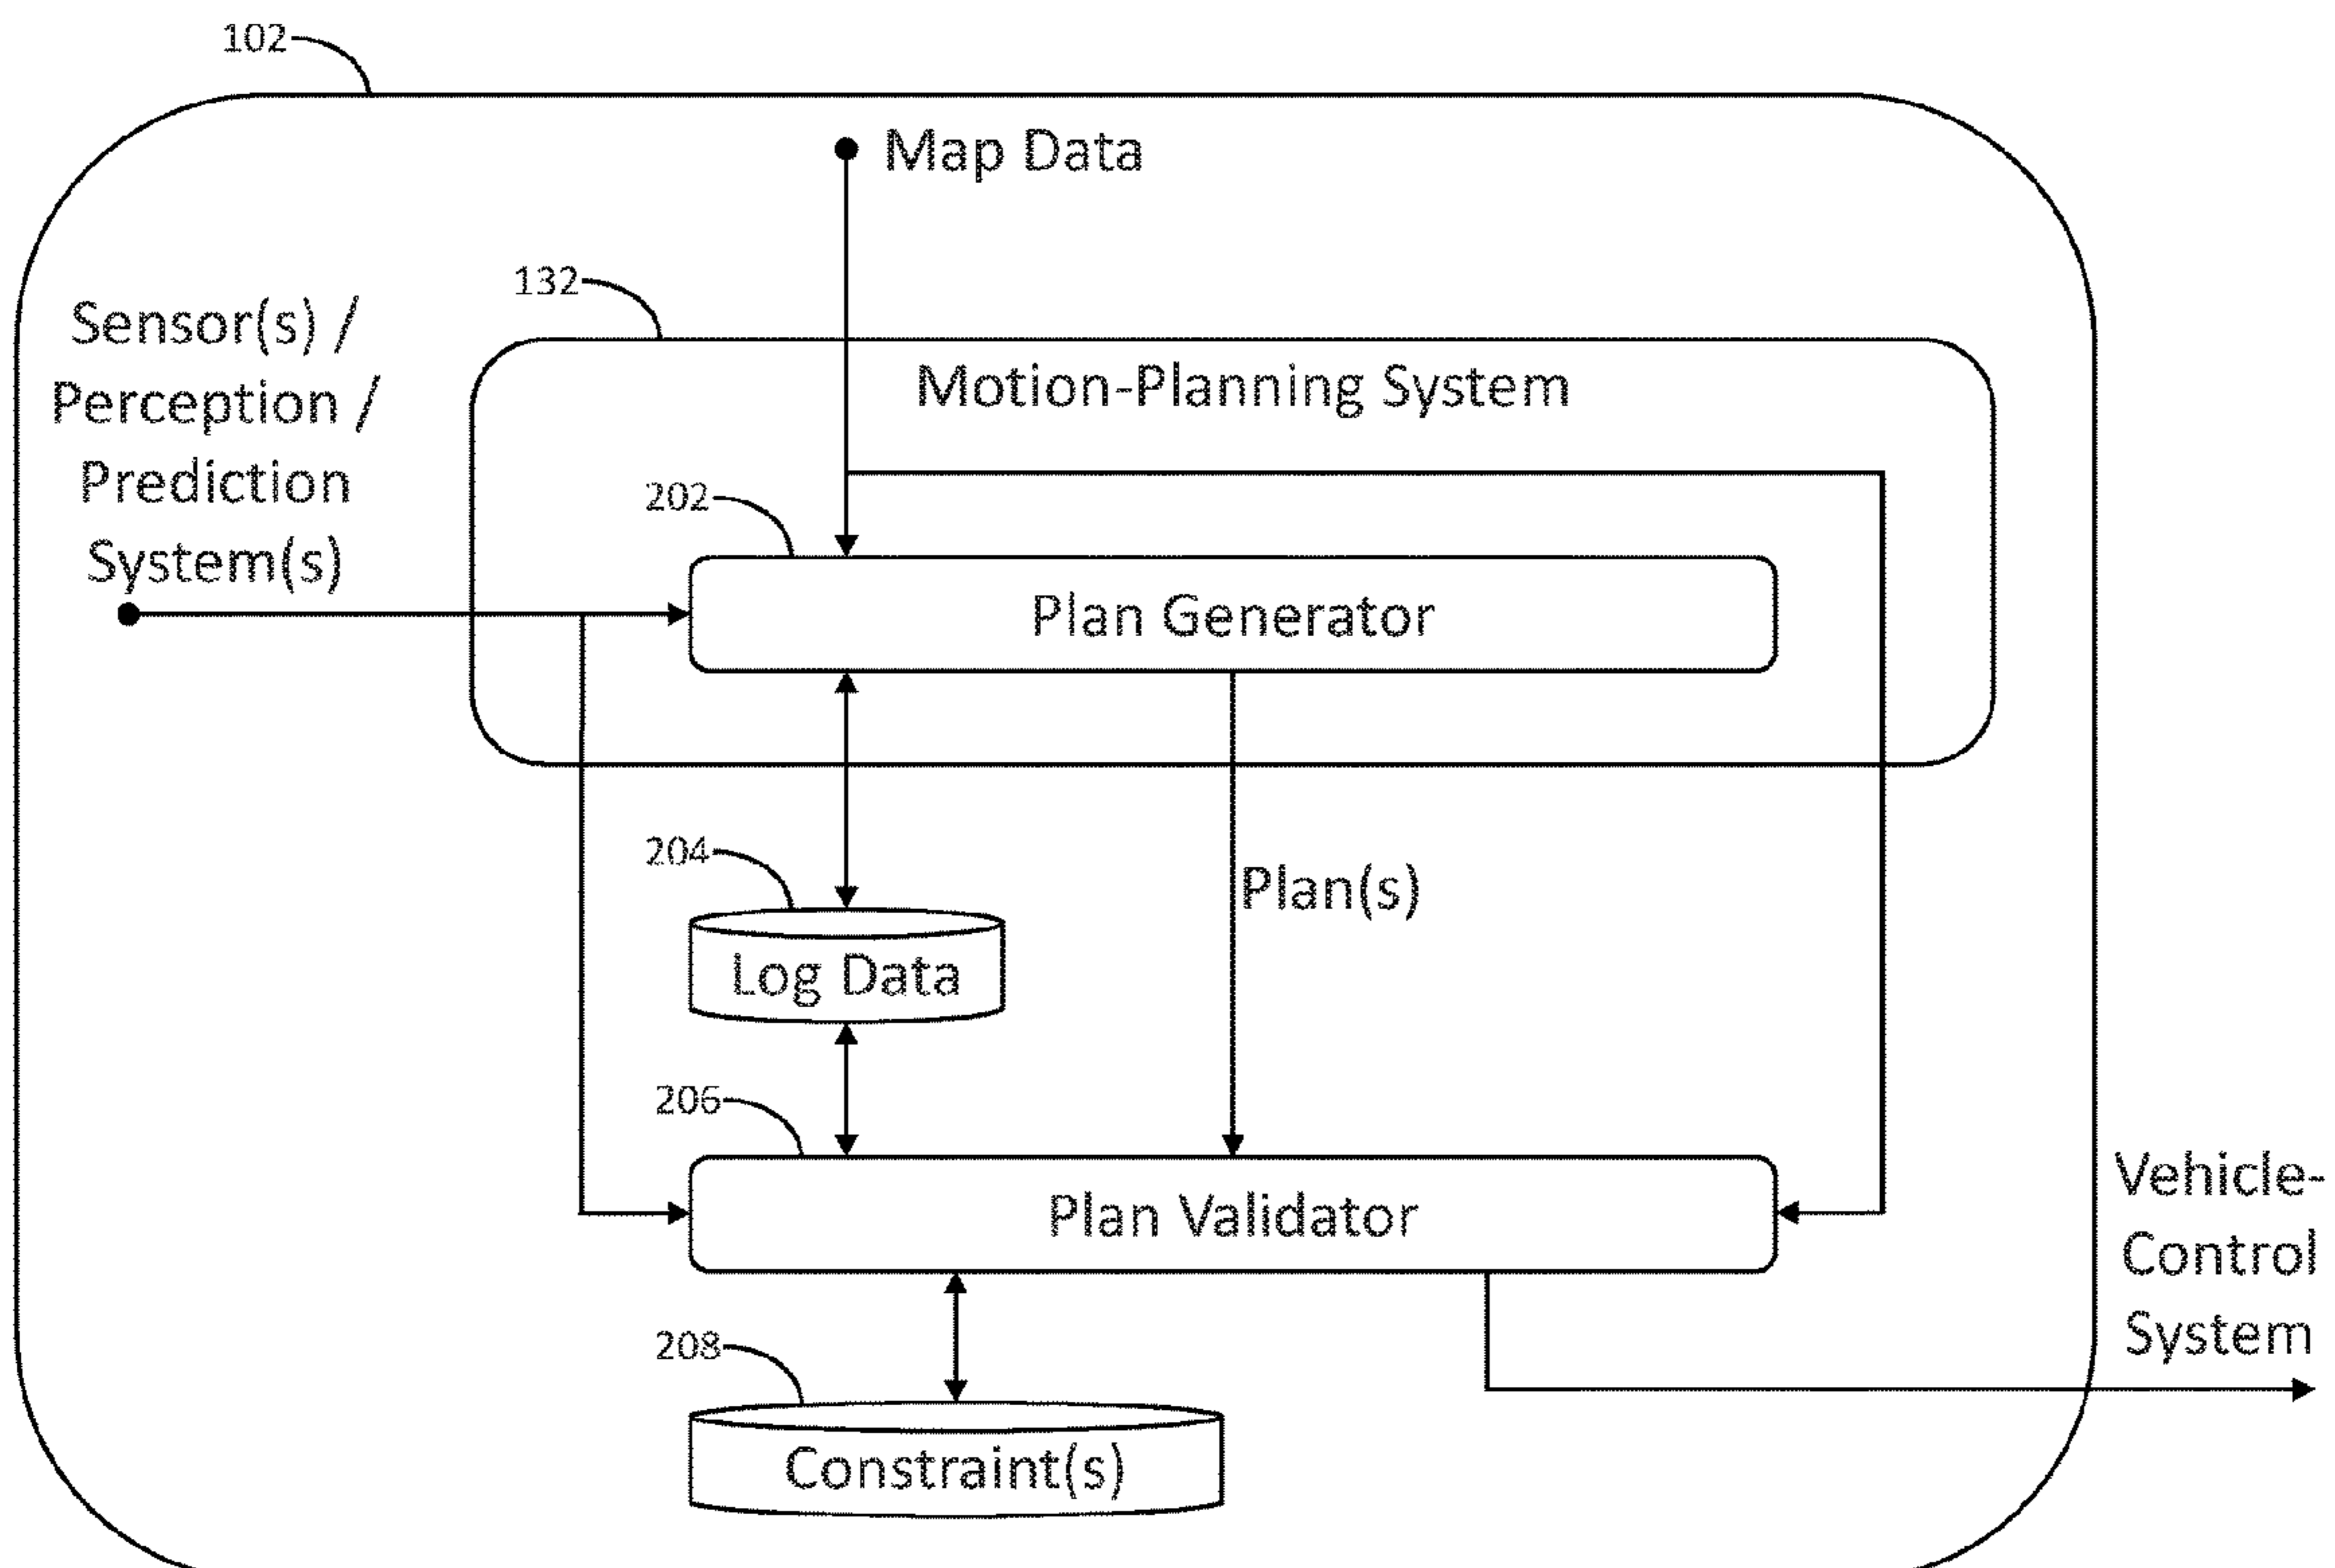 102
Map Data
132
Sensor(s) /
Perception /
Prediction
System(s)
Motion-Planning System
202
Plan Generator
204
Plan(s)
Log Data
206
Plan Validator
Vehicle-
Control
System
208
Constraint(s)